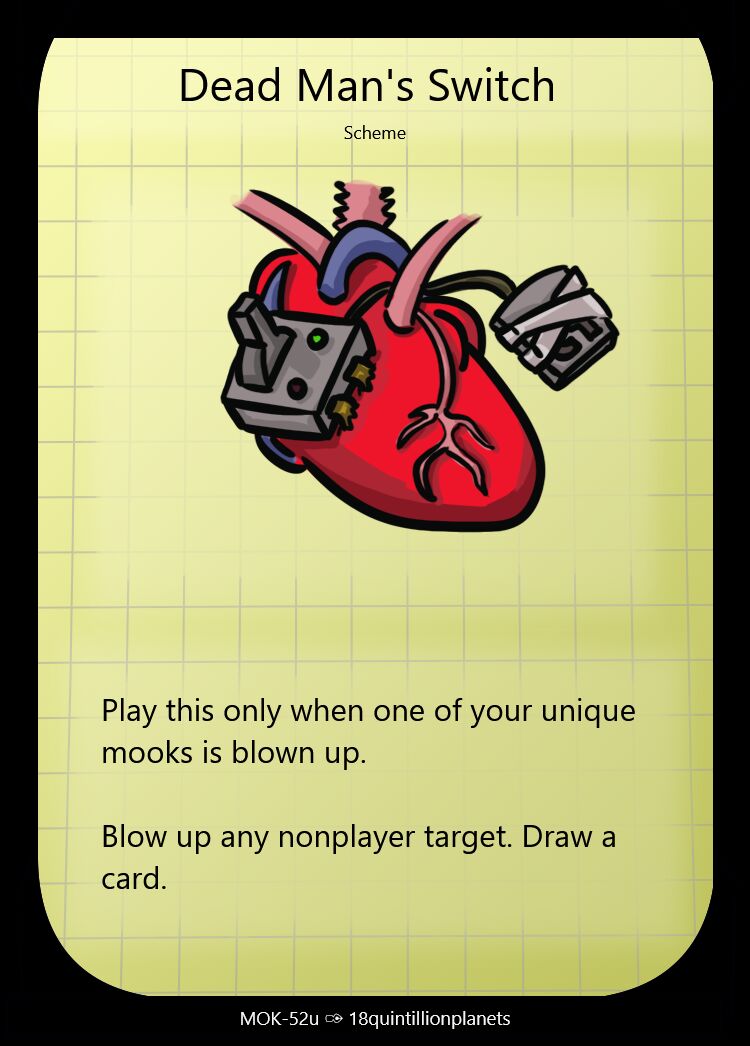 Dead Man's Switch
Scheme
Play this only when one of your unique
mooks is blown up.
Blow up any nonplayer target. Draw a
card.
MOK-52u ✑ 18quintillionplanets